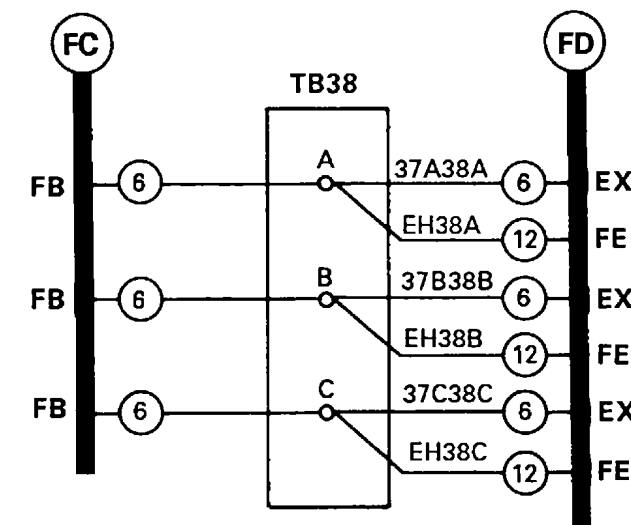 FC FD
TB38
A
FB 6 37A38A 6 EX
EH38A 12 FE
B
FB 6 37B38B 6 EX
EH38B 12 FE
C
FB 6 37C38C 6 EX
EH38C 12 FE